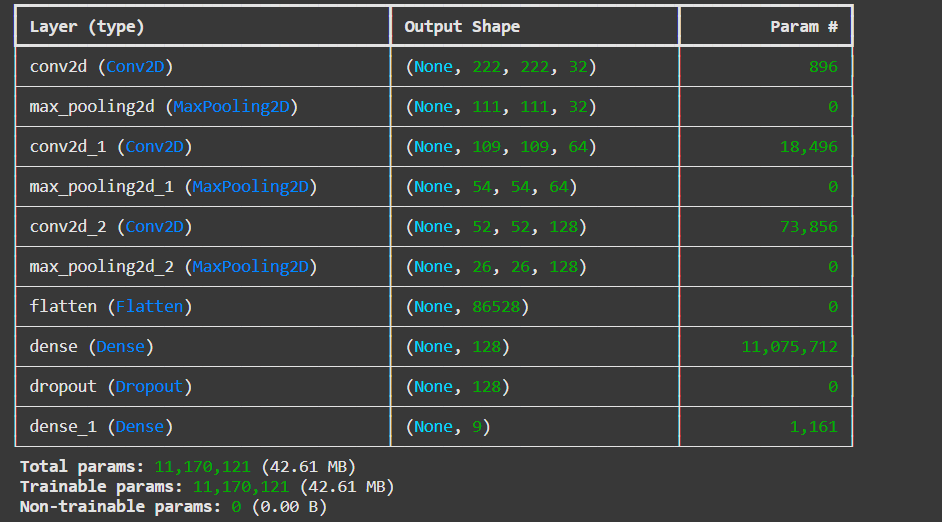 Layer (type) Output Shape Param #
conv2d (Conv2D) (None, 222, 222, 32) 896
max_pooling2d (MaxPooling2D) (None, 111, 111, 32) 0
conv2d_1 (Conv2D) (None, 109, 109, 64) 18,496
max_pooling2d_1 (MaxPooling2D) (None, 54, 54, 64) 0
conv2d_2 (Conv2D) (None, 52, 52, 128) 73,856
max_pooling2d_2 (MaxPooling2D) (None, 26, 26, 128) 0
flatten (Flatten) (None, 86528) 0
dense (Dense) (None, 128) 11,075,712
dropout (Dropout) (None, 128) 0
dense_1 (Dense) (None, 9) 1,161
Total params: 11,170,121 (42.61 MB)
Trainable params: 11,170,121 (42.61 MB)
Non-trainable params: 0 (0.00 B)